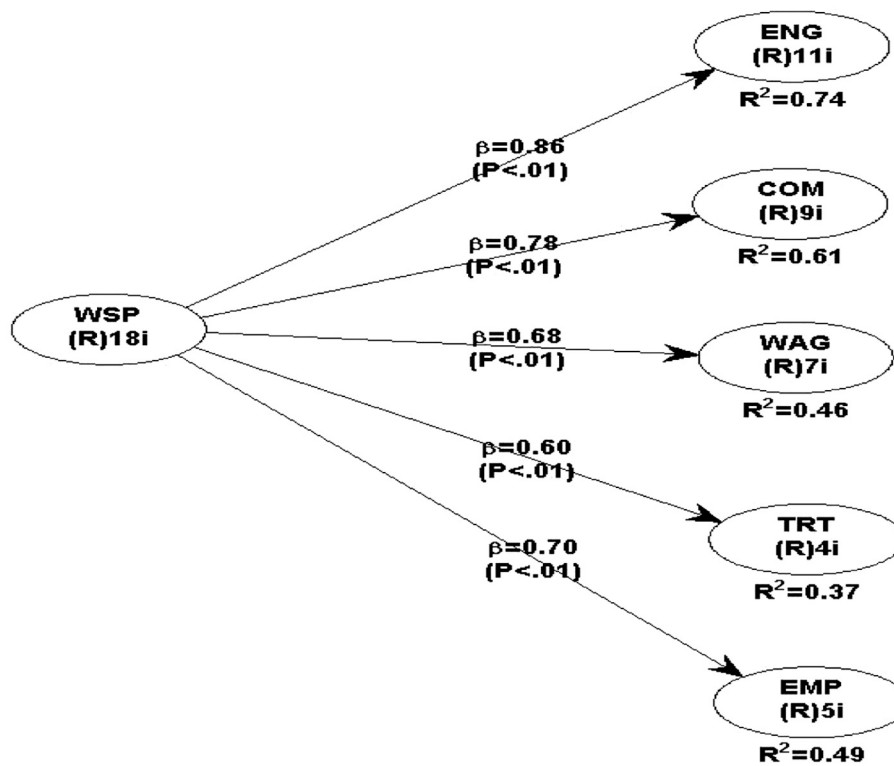 ENG
(R)11i
R²=0.74
β=0.86
(P<.01)
COM
(R)9i
R²=0.61
β=0.78
(P<.01)
WSP
(R)18i
β=0.68
(P<.01)
WAG
(R)7i
R²=0.46
β=0.60
(P<.01)
TRT
(R)4i
R²=0.37
β=0.70
(P<.01)
EMP
(R)5i
R²=0.49